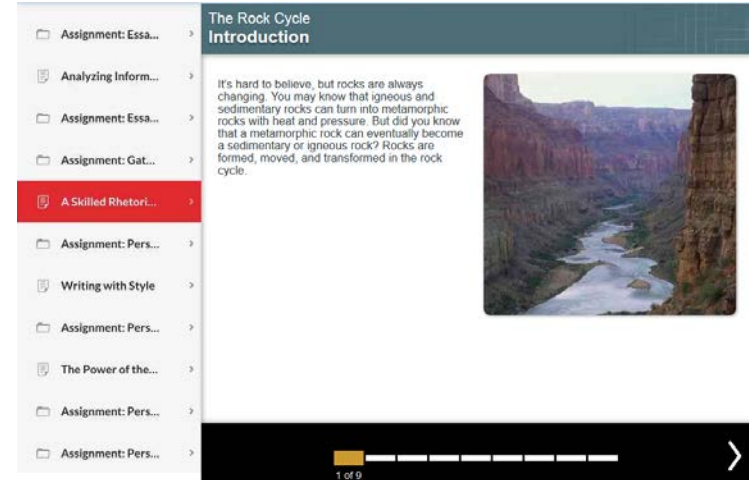 Assignment: Essa...
Analyzing Inform...
Assignment: Essa...
Assignment: Gat...
A Skilled Rhetori...
Assignment: Pers...
Writing with Style
Assignment: Pers...
The Power of the...
Assignment: Pers...
Assignment: Pers...
The Rock Cycle
Introduction
It's hard to believe, but rocks are always
changing. You may know that igneous and
sedimentary rocks can turn into metamorphic
rocks with heat and pressure. But did you know
that a metamorphic rock can eventually become
a sedimentary or igneous rock? Rocks are
formed, moved, and transformed in the rock
cycle.
1 of 9